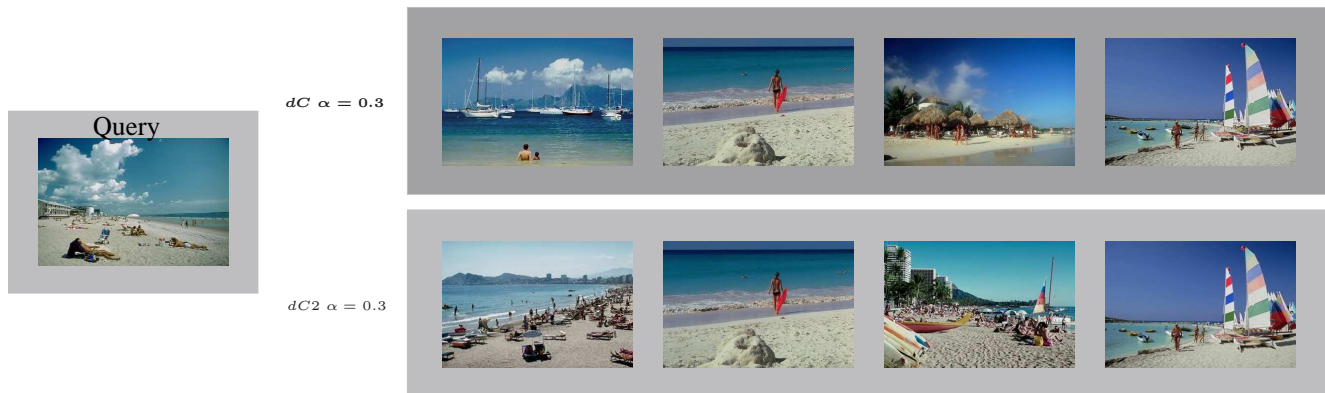 dC α = 0.3
Query
dC2 α = 0.3